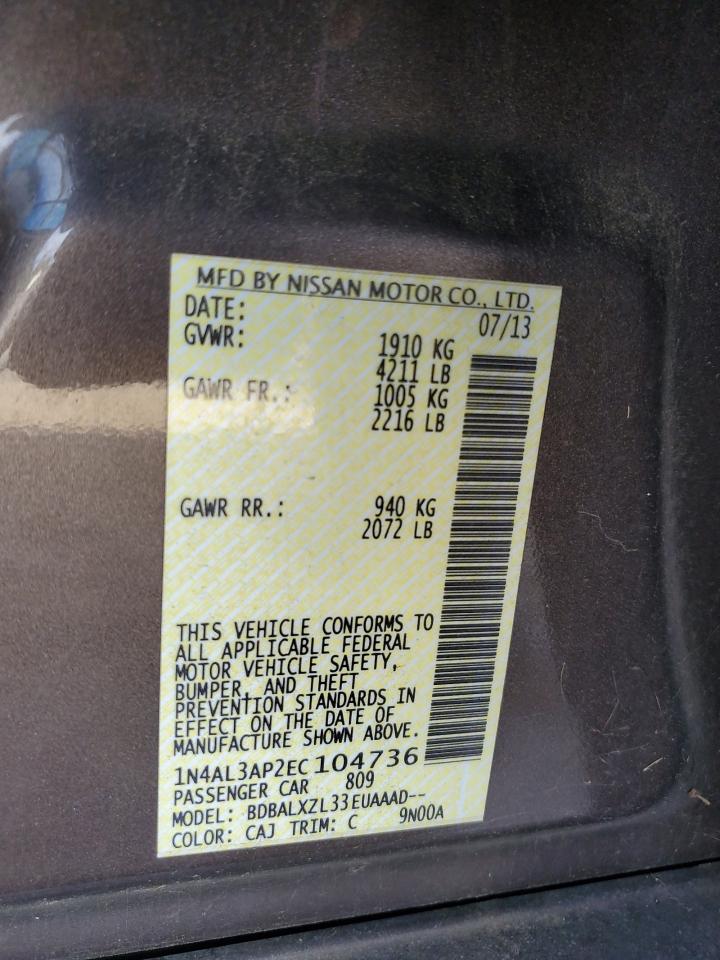 MFD BY NISSAN MOTOR CO., LTD.
DATE: 07/13
GVWR: 1910 KG
4211 LB
GAWR FR.: 1005 KG
2216 LB
GAWR RR.: 940 KG
2072 LB
THIS VEHICLE CONFORMS TO
ALL APPLICABLE FEDERAL
MOTOR VEHICLE SAFETY,
BUMPER, AND THEFT
PREVENTION STANDARDS IN
EFFECT ON THE DATE OF
MANUFACTURE SHOWN ABOVE.
1N4AL3AP2EC104736
PASSENGER CAR 809
MODEL: BDBALXZL33EUAAAD--
COLOR: CAJ TRIM: C 9N00A